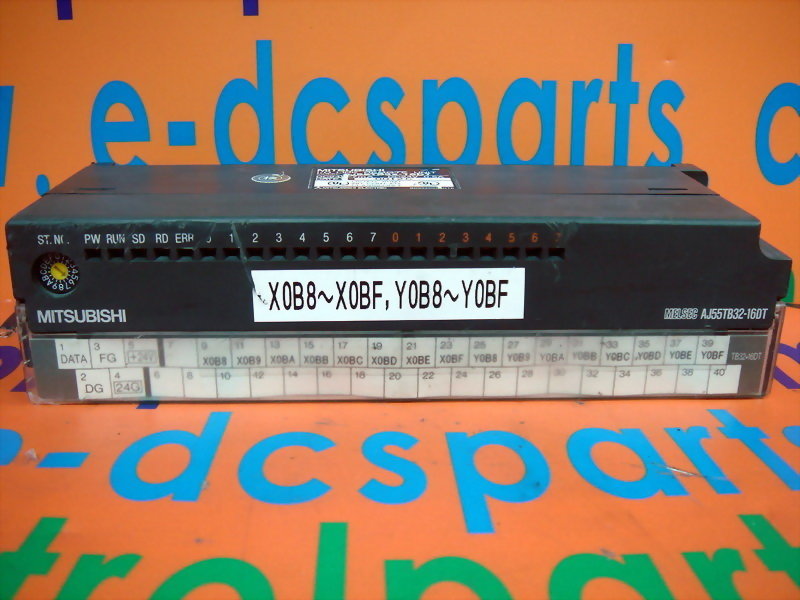 w.e-dcsparts
MITSUBISHI
ST.NO. PW RUN SD RD ERR 0 1 2 3 4 5 6 7 0 1 2 3 4 5 6 7
X0B8~X0BF,Y0B8~Y0BF
MITSUBISHI
MELSEC AJ55TB32-16DT
1 3 5 7 9 11 13 15 17 19 21 23 25 27 29 31 33 35 37 39
DATA FG +24V X0B8 X0B9 X0BA X0BB X0BC X0BD X0BE X0BF Y0B8 Y0B9 Y0BA Y0BB Y0BC Y0BD Y0BE Y0BF TB32-16DT
2 4 6 8 10 12 14 16 18 20 22 24 26 28 30 32 34 36 38 40
DG 24G
e-dcsparts
trolpar